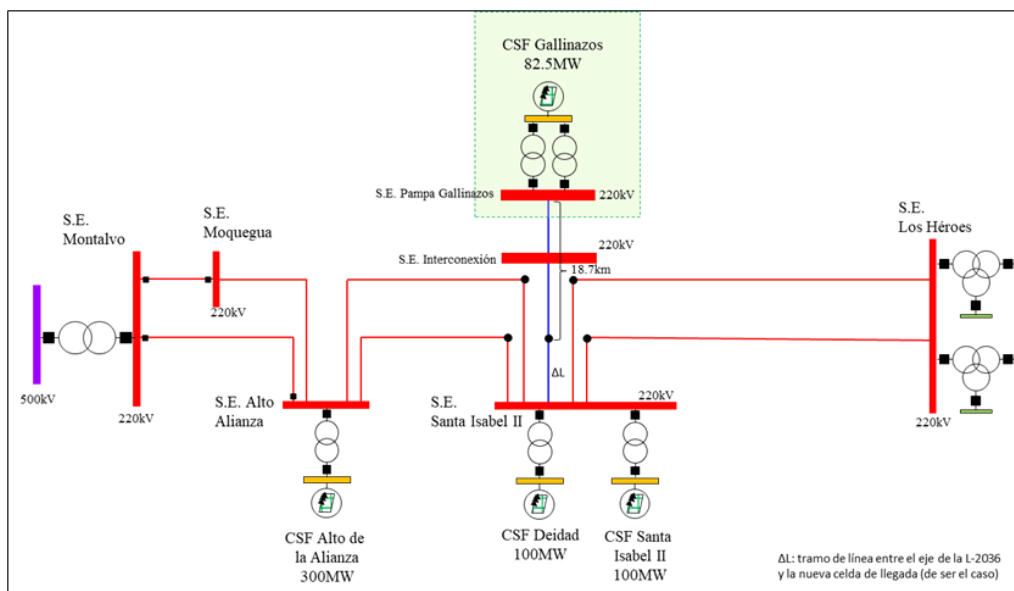 CSF Gallinazos
82.5MW
S.E. Pampa Gallinazos
220kV
S.E.
Montalvo
S.E.
Moquegua
220kV
S.E. Interconexión
18.7km
S.E.
Los Héroes
220kV
500kV
220kV
ΔL
S.E. Alto
Alianza
S.E.
Santa Isabel II
220kV
220kV
CSF Alto de
la Alianza
300MW
CSF Deidad
100MW
CSF Santa
Isabel II
100MW
ΔL: tramo de línea entre el eje de la L-2036
y la nueva celda de llegada (de ser el caso)